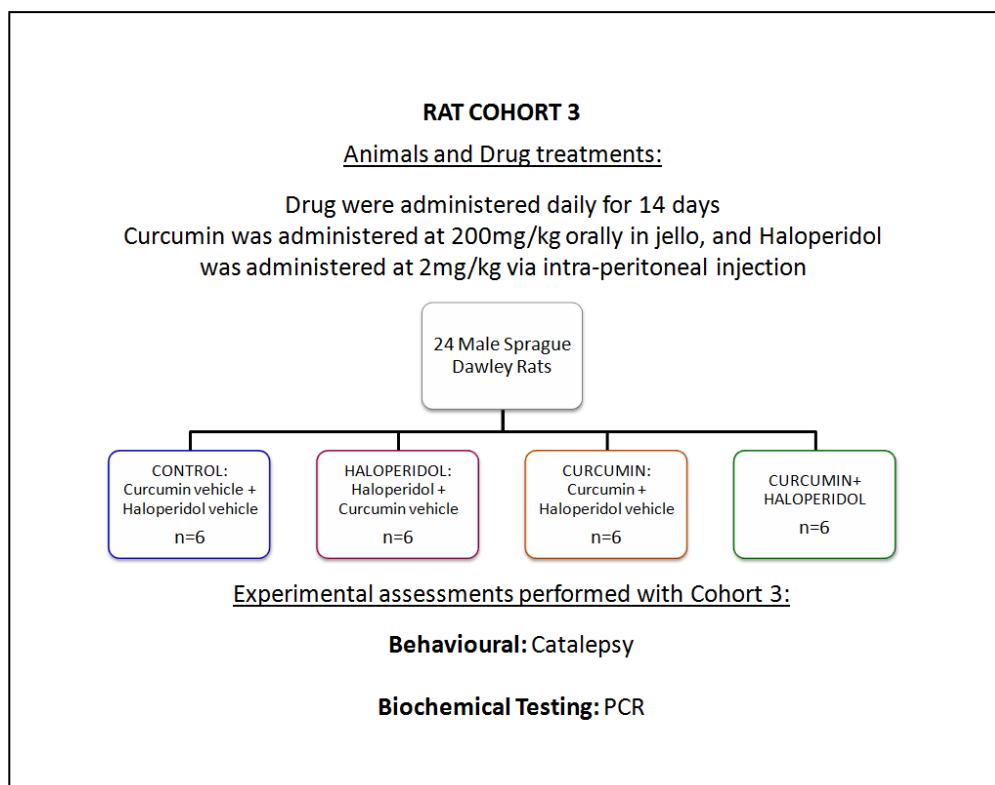 RAT COHORT 3
Animals and Drug treatments:
Drug were administered daily for 14 days
Curcumin was administered at 200mg/kg orally in jello, and Haloperidol
was administered at 2mg/kg via intra-peritoneal injection
24 Male Sprague
Dawley Rats
CONTROL:
Curcumin vehicle +
Haloperidol vehicle
n=6
HALOPERIDOL:
Haloperidol +
Curcumin vehicle
n=6
CURCUMIN:
Curcumin +
Haloperidol vehicle
n=6
CURCUMIN+
HALOPERIDOL
n=6
Experimental assessments performed with Cohort 3:
Behavioural: Catalepsy
Biochemical Testing: PCR